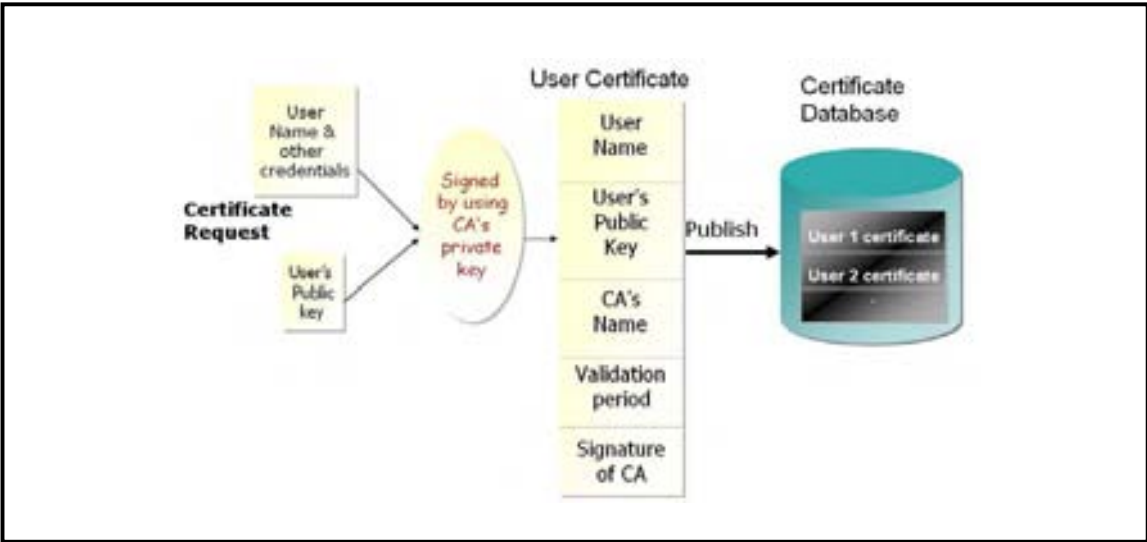 User
Name &
other
credentials
Certificate
Request
User's
Public
key
Signed
by using
CA's
private
key
User Certificate
User
Name
User's
Public
Key
CA's
Name
Validation
period
Signature
of CA
Publish
Certificate
Database
User 1 certificate
User 2 certificate
.